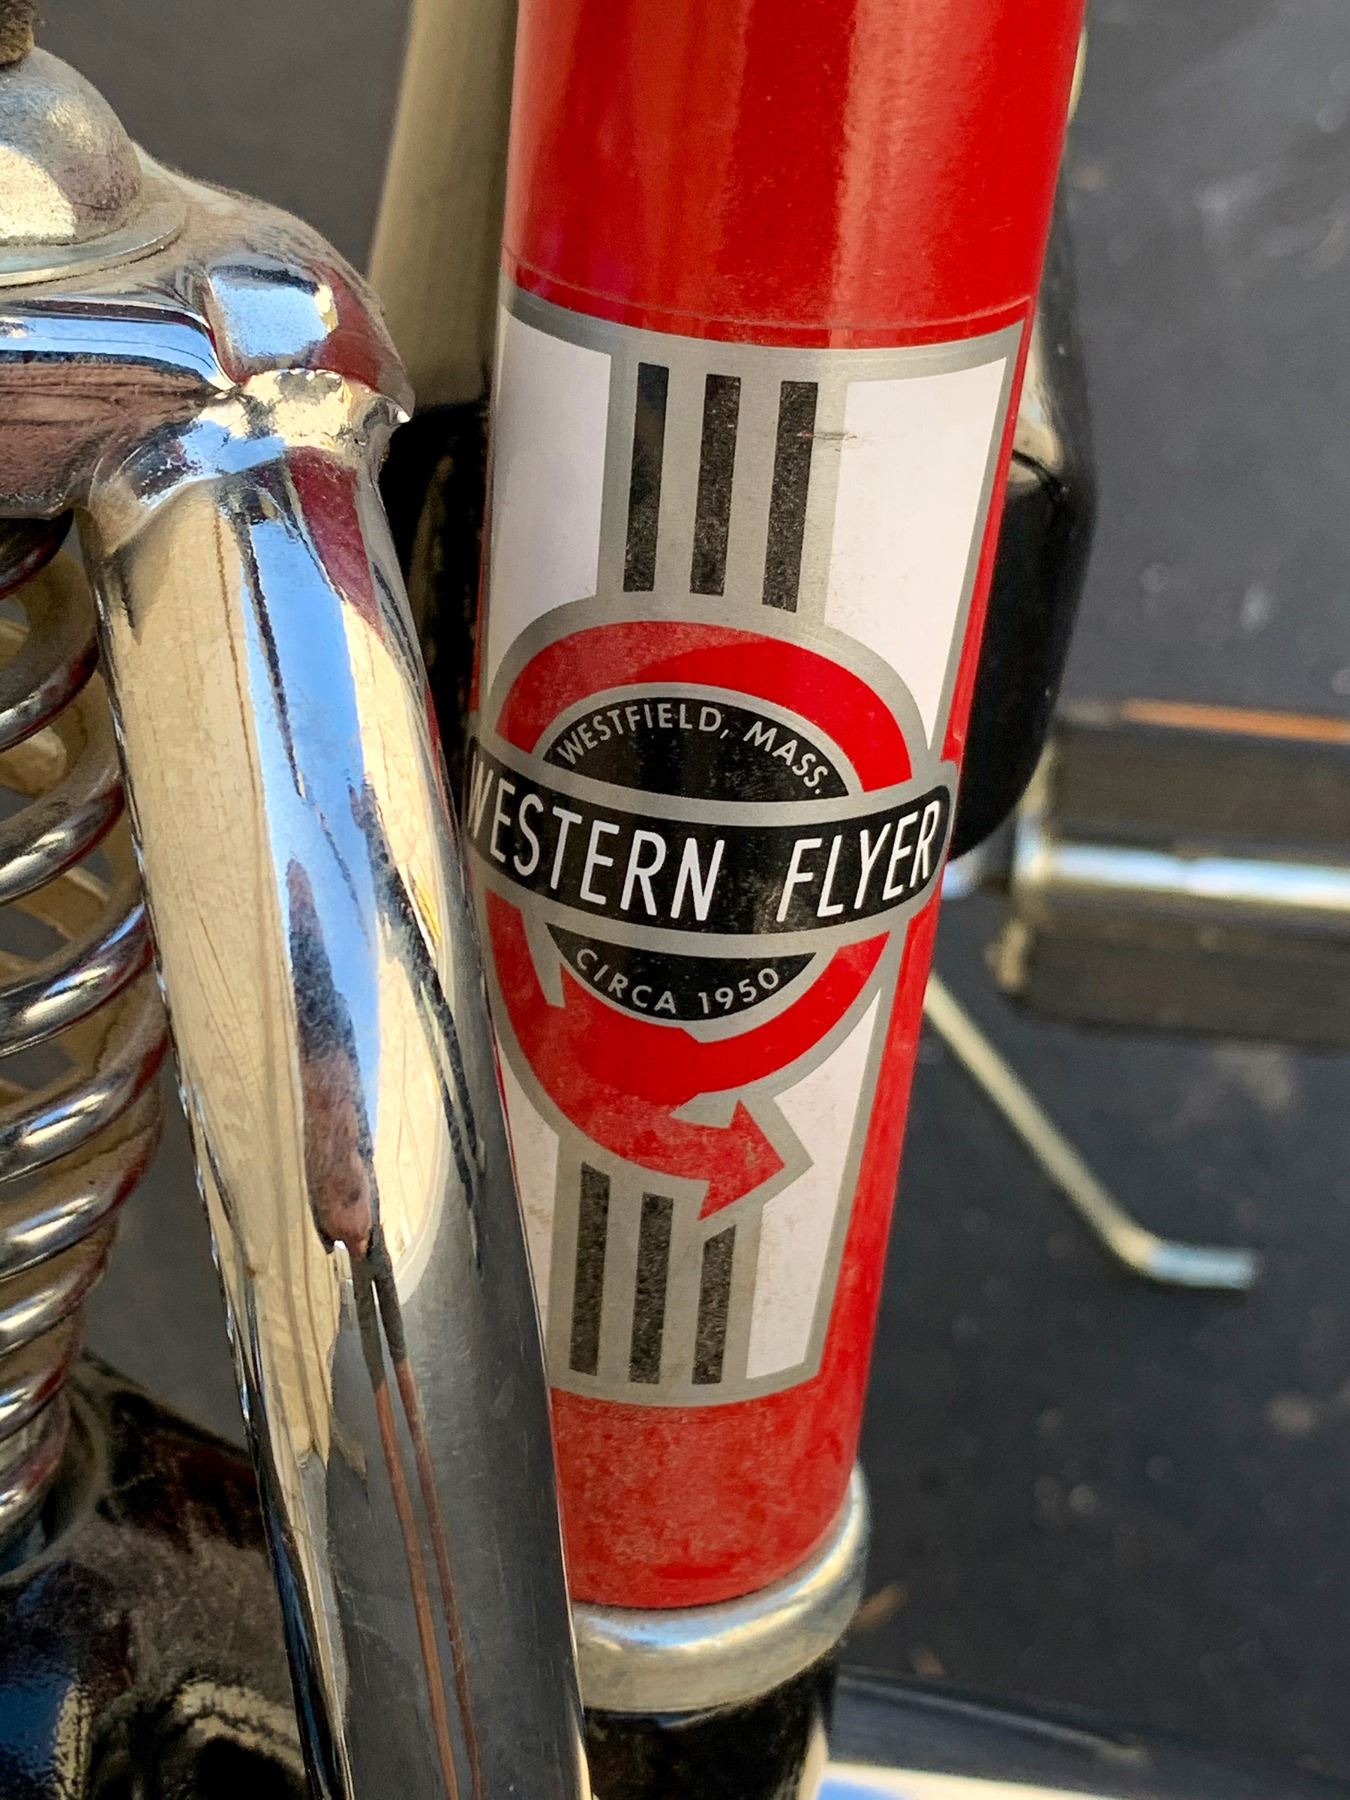 WESTFIELD, MASS.
WESTERN FLYER
CIRCA 1950